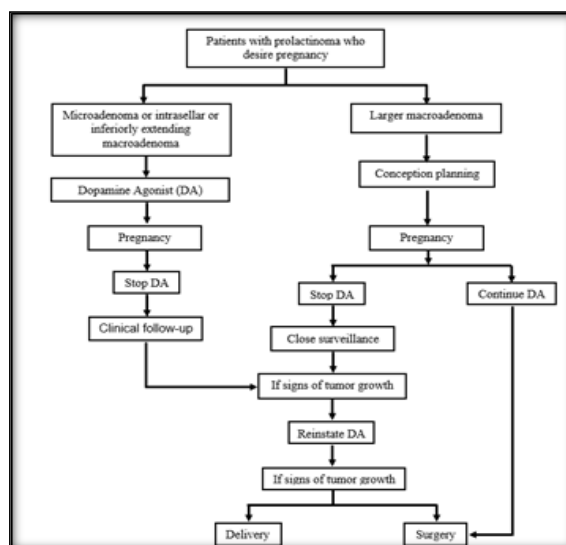 Patients with prolactinoma who
desire pregnancy
Microadenoma or intrasellar or
inferiorly extending
macroadenoma
Larger macroadenoma
Dopamine Agonist (DA)
Conception planning
Pregnancy
Pregnancy
Stop DA
Stop DA
Continue DA
Clinical follow-up
Close surveillance
If signs of tumor growth
Reinstate DA
If signs of tumor growth
Delivery
Surgery